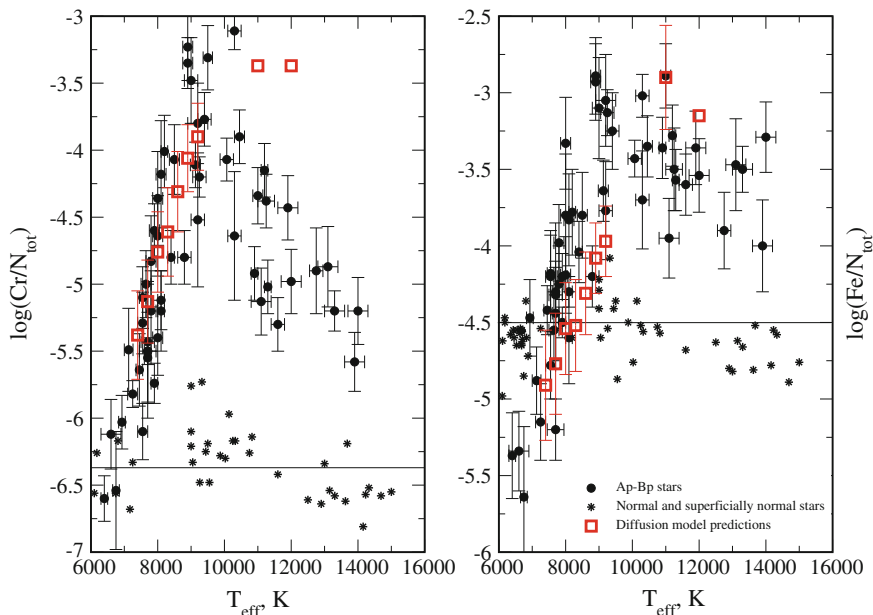 -3
-3.5
-4
-4.5
-5
-5.5
-6
-6.5
-7
log(Cr/N_tot)
6000 8000 10000 12000 14000 16000
T_eff, K
-2.5
-3
-3.5
-4
-4.5
-5
-5.5
-6
log(Fe/N_tot)
Ap-Bp stars
Normal and superficially normal stars
Diffusion model predictions
6000 8000 10000 12000 14000 16000
T_eff, K